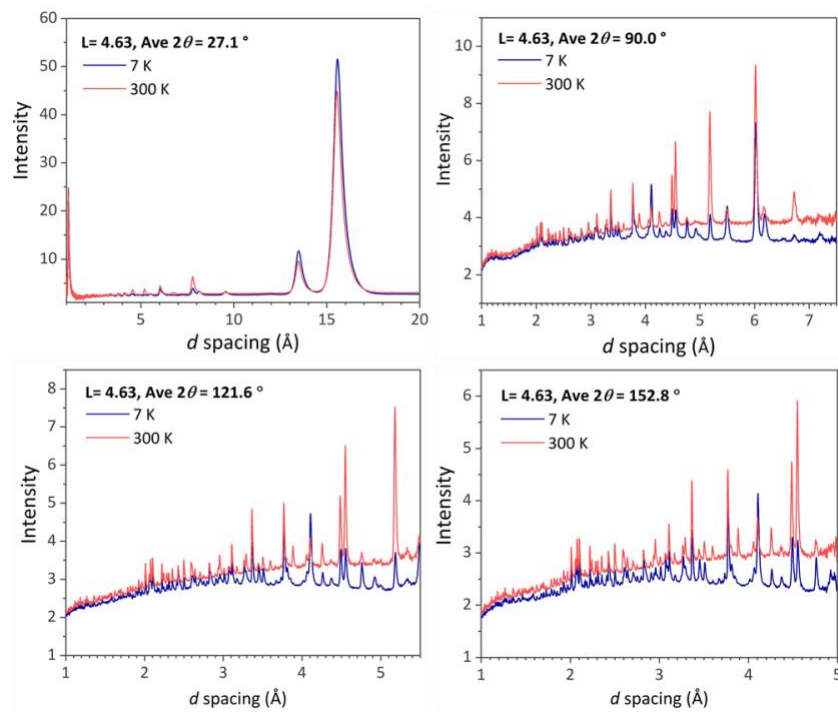 L= 4.63, Ave 2θ = 27.1 °
7 K
300 K
60
50
40
30
20
10
Intensity
5
10
15
20
d spacing (Å)
L= 4.63, Ave 2θ = 90.0 °
7 K
300 K
10
8
6
4
2
Intensity
1
2
3
4
5
6
7
d spacing (Å)
L= 4.63, Ave 2θ = 121.6 °
7 K
300 K
8
7
6
5
4
3
2
1
Intensity
1
2
3
4
5
d spacing (Å)
L= 4.63, Ave 2θ = 152.8 °
7 K
300 K
6
5
4
3
2
1
Intensity
1
2
3
4
5
d spacing (Å)